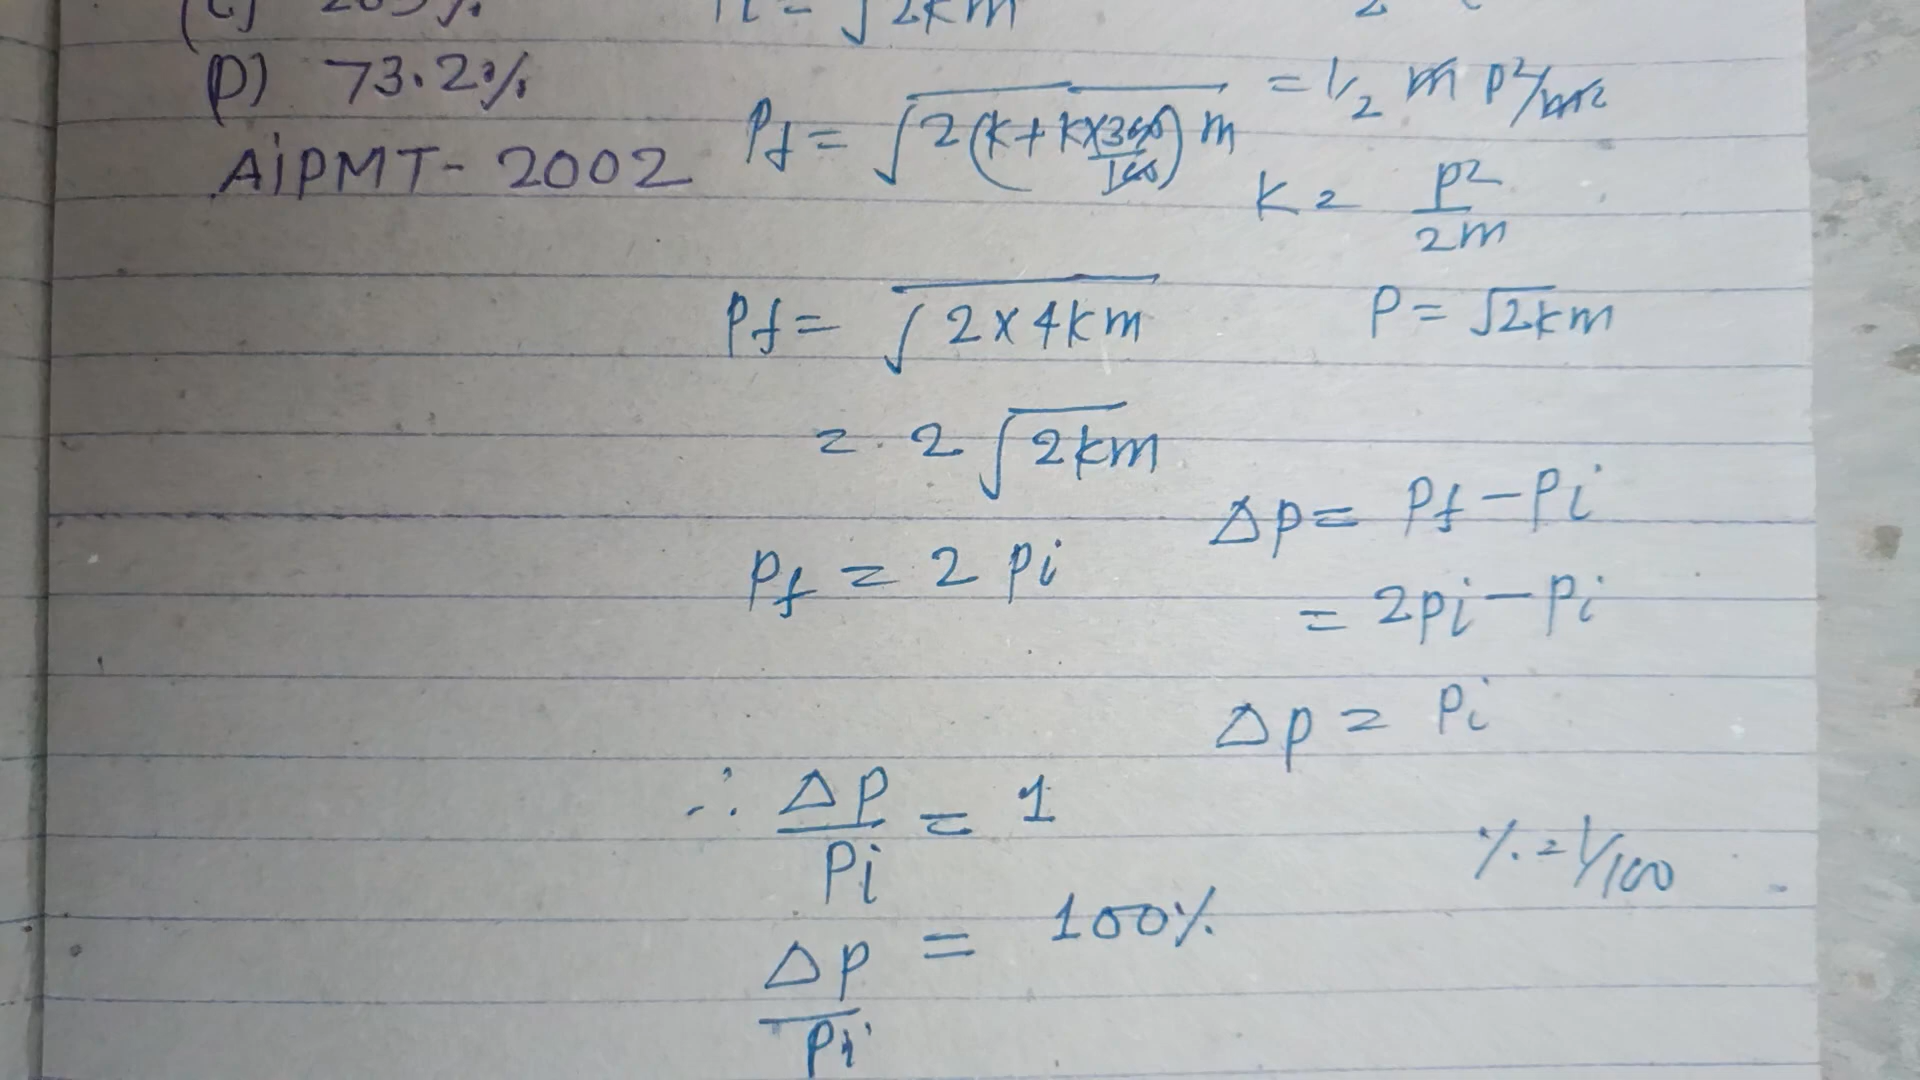 D) 73.2%
AiPMT- 2002
Pf = √2(K + K×300/100) m
= 1/2 m p²/m²
K = p²/2m
Pf = √2×4km
P = √2km
= 2√2km
Δp = Pf - Pi
Pf = 2 Pi
= 2pi - Pi
Δp = Pi
∴ ΔP/Pi = 1
% = 1/100
ΔP/Pi = 100%